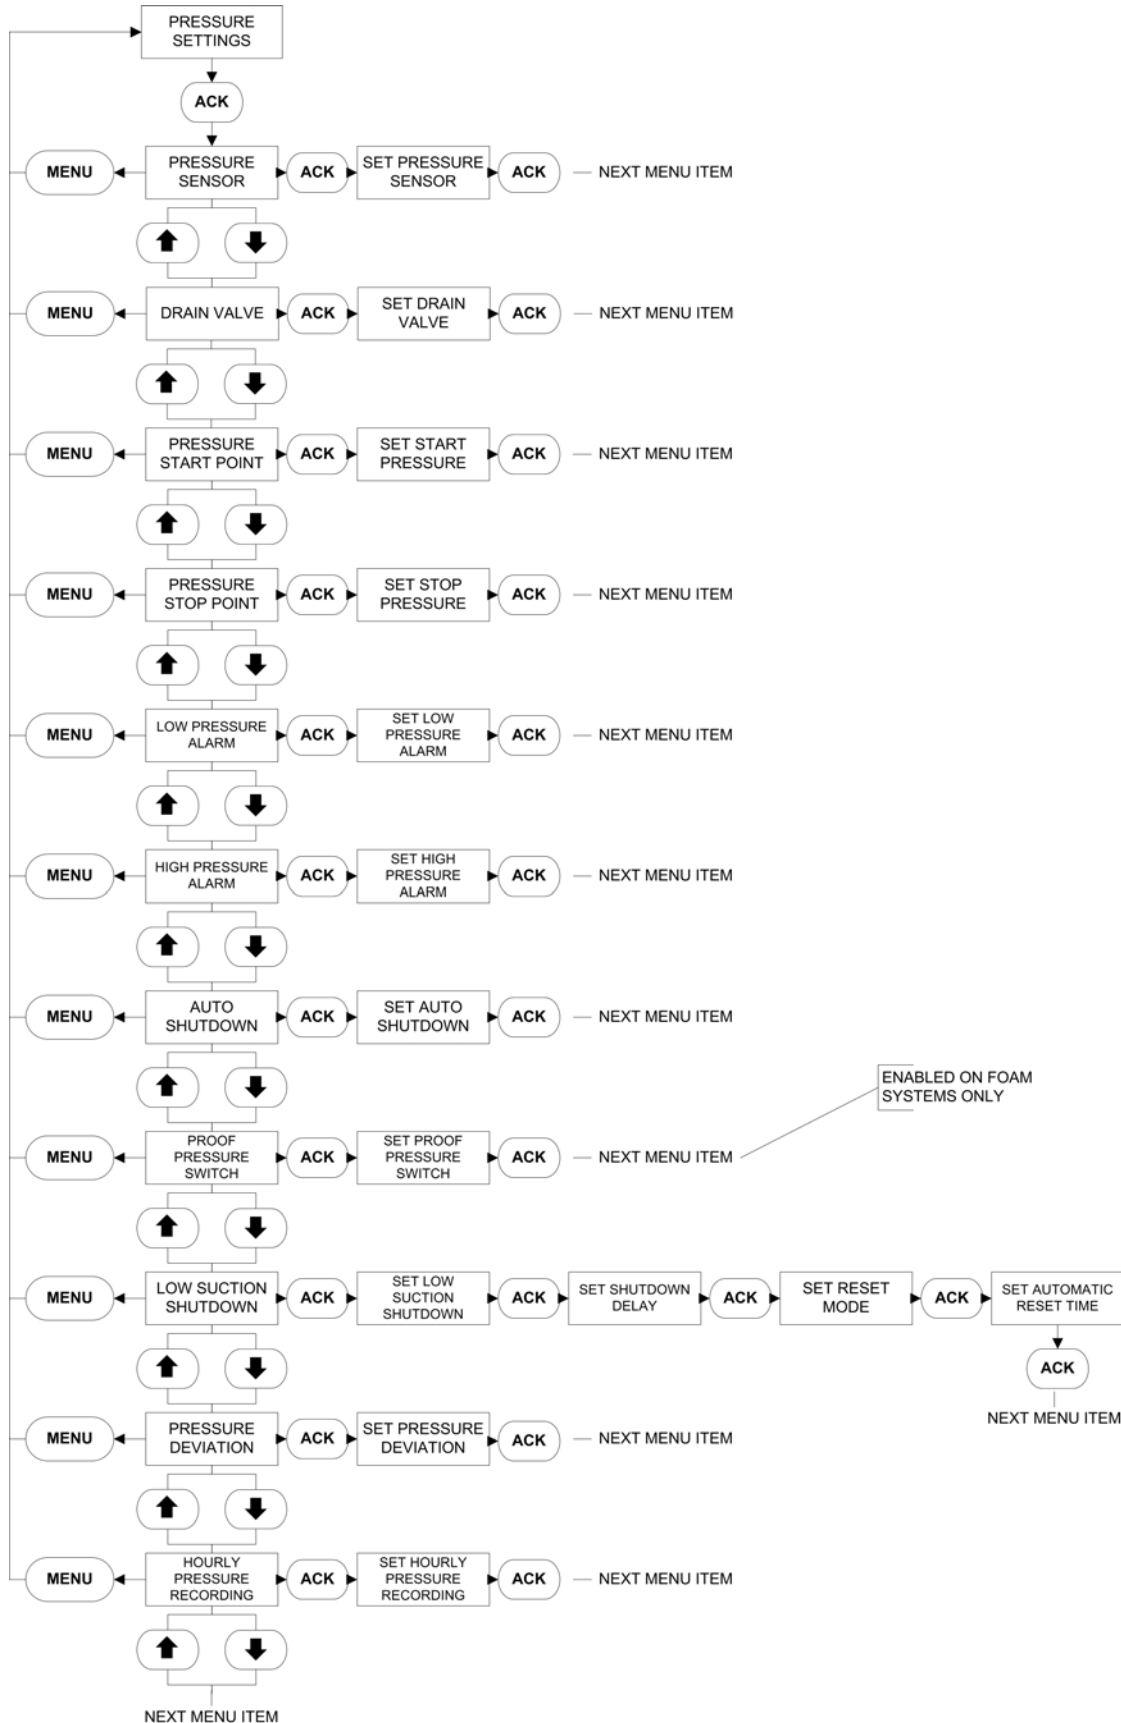 PRESSURE
SETTINGS
ACK
MENU
PRESSURE
SENSOR
ACK
SET PRESSURE
SENSOR
ACK
NEXT MENU ITEM
MENU
DRAIN VALVE
ACK
SET DRAIN
VALVE
ACK
NEXT MENU ITEM
MENU
PRESSURE
START POINT
ACK
SET START
PRESSURE
ACK
NEXT MENU ITEM
MENU
PRESSURE
STOP POINT
ACK
SET STOP
PRESSURE
ACK
NEXT MENU ITEM
MENU
LOW PRESSURE
ALARM
ACK
SET LOW
PRESSURE
ALARM
ACK
NEXT MENU ITEM
MENU
HIGH PRESSURE
ALARM
ACK
SET HIGH
PRESSURE
ALARM
ACK
NEXT MENU ITEM
MENU
AUTO
SHUTDOWN
ACK
SET AUTO
SHUTDOWN
ACK
NEXT MENU ITEM
ENABLED ON FOAM
SYSTEMS ONLY
MENU
PROOF
PRESSURE
SWITCH
ACK
SET PROOF
PRESSURE
SWITCH
ACK
NEXT MENU ITEM
MENU
LOW SUCTION
SHUTDOWN
ACK
SET LOW
SUCTION
SHUTDOWN
ACK
SET SHUTDOWN
DELAY
ACK
SET RESET
MODE
ACK
SET AUTOMATIC
RESET TIME
ACK
NEXT MENU ITEM
MENU
PRESSURE
DEVIATION
ACK
SET PRESSURE
DEVIATION
ACK
NEXT MENU ITEM
MENU
HOURLY
PRESSURE
RECORDING
ACK
SET HOURLY
PRESSURE
RECORDING
ACK
NEXT MENU ITEM
NEXT MENU ITEM